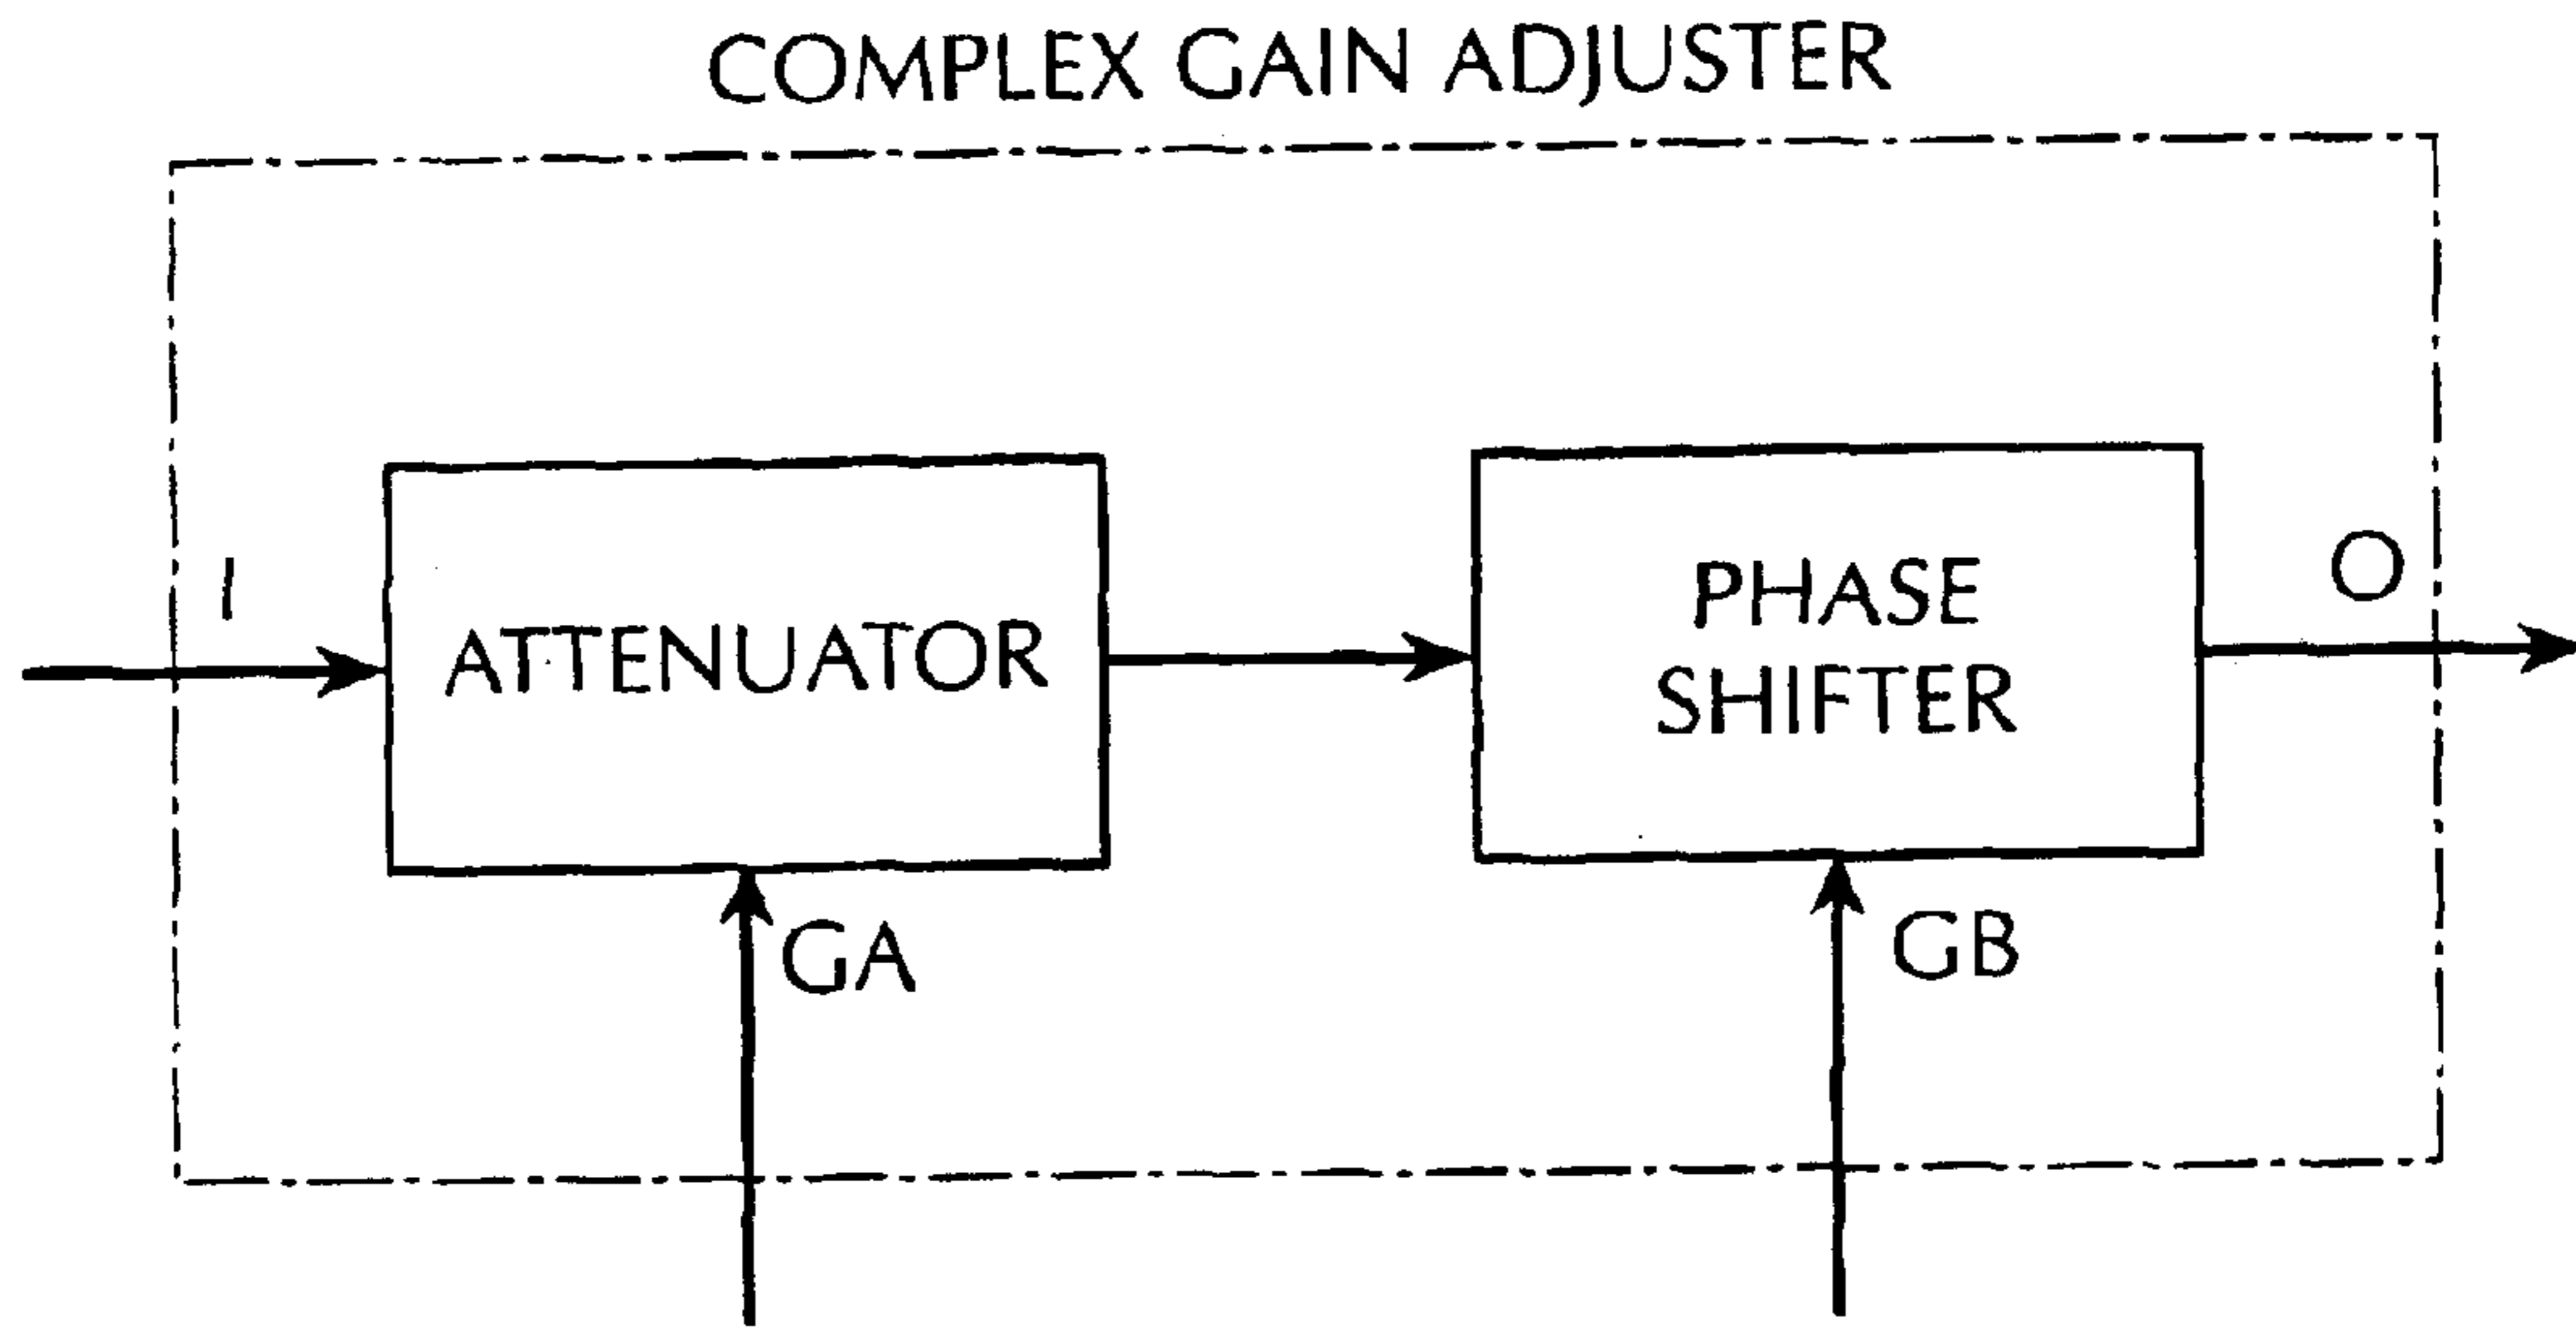 COMPLEX GAIN ADJUSTER
I
ATTENUATOR
PHASE
SHIFTER
O
GA
GB